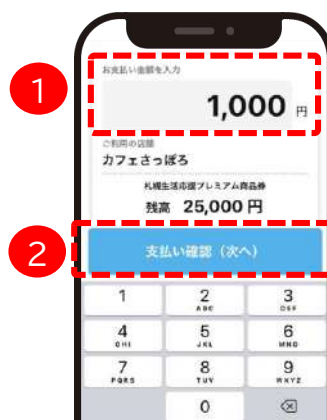 1
お支払い金額を入力
1,000 円
ご利用の店舗
カフェさっぽろ
札幌生活応援プレミアム商品券
残高 25,000 円
2
支払い確認（次へ）
1 2 3
ABC DEF
4 5 6
GHI JKL MNO
7 8 9
PQRS TUV WXYZ
0